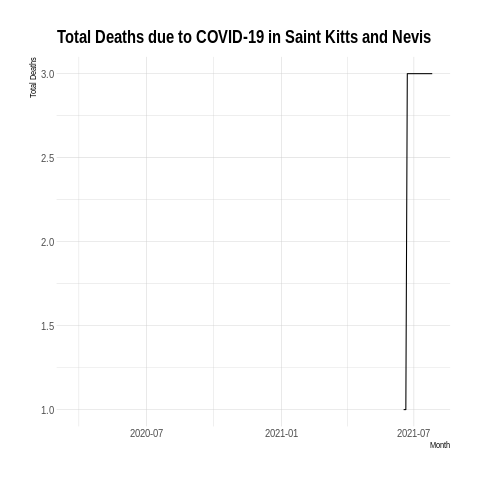 Total Deaths due to COVID-19 in Saint Kitts and Nevis
Total Deaths
3.0
2.5
2.0
1.5
1.0
2020-07 2021-01 2021-07
Month